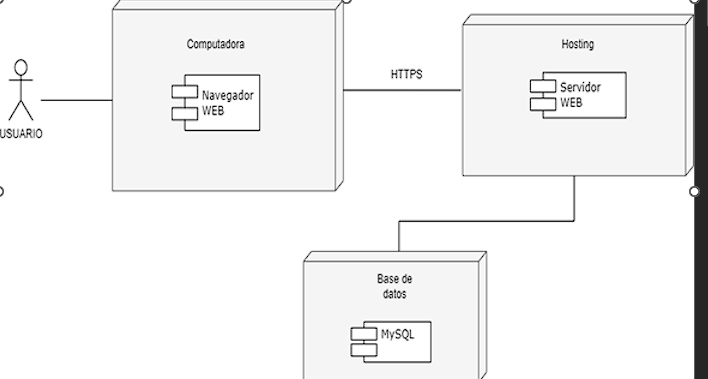 Computadora
Hosting
HTTPS
Navegador
WEB
Servidor
WEB
USUARIO
Base de
datos
MySQL